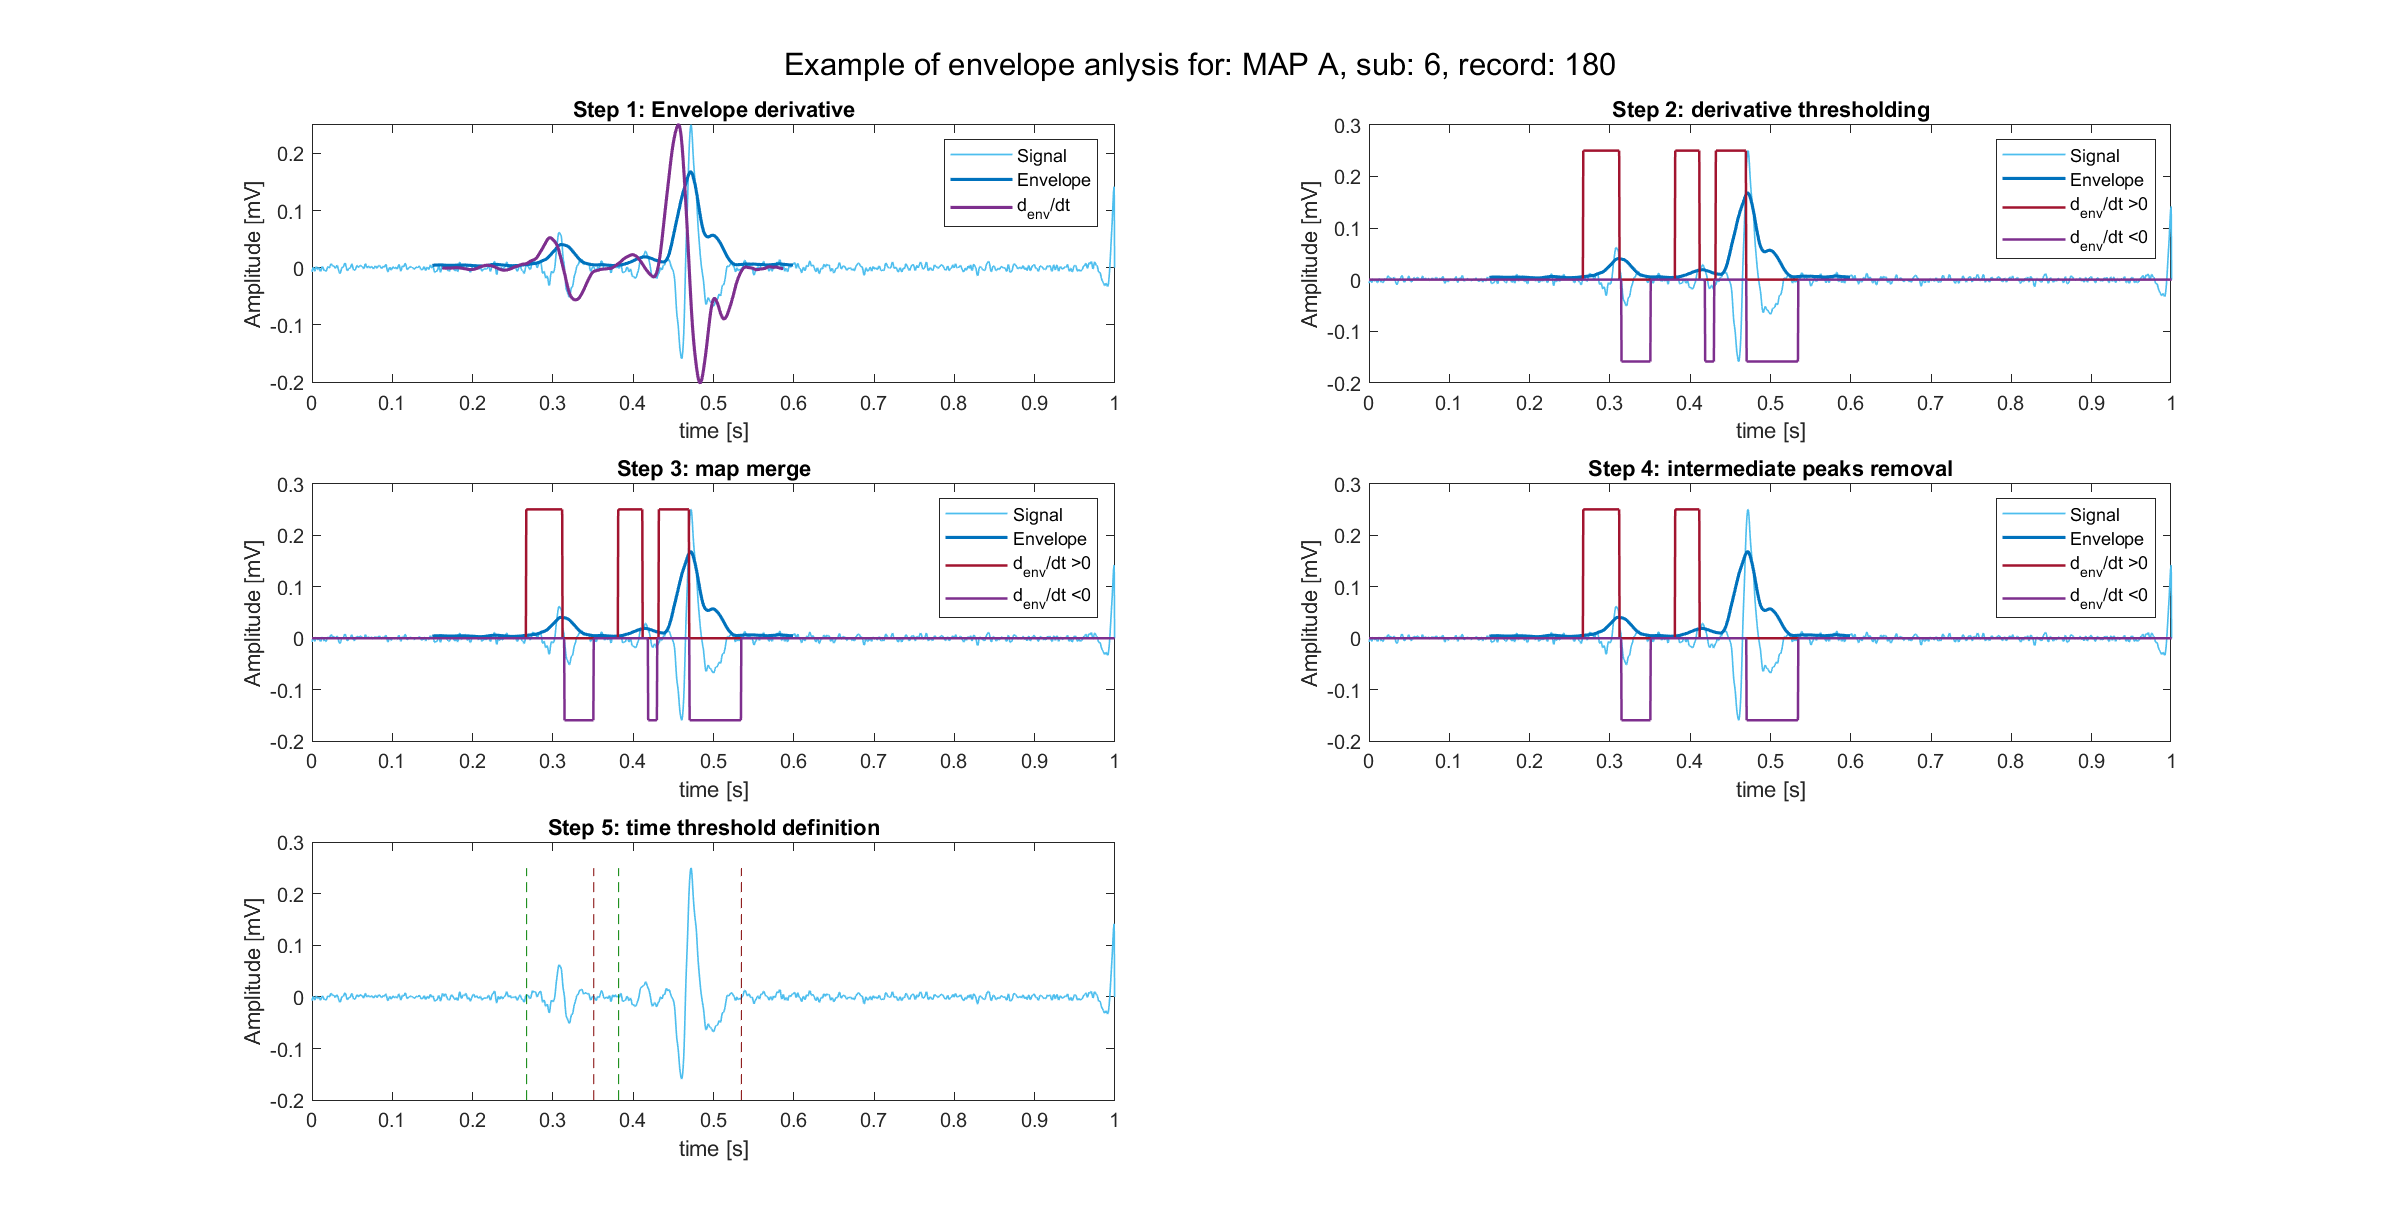 Example of envelope anlysis for: MAP A, sub: 6, record: 180
Step 1: Envelope derivative
Amplitude [mV]
0.2
0.1
0
-0.1
-0.2
0 0.1 0.2 0.3 0.4 0.5 0.6 0.7 0.8 0.9 1
time [s]
Signal
Envelope
d_env/dt
Step 2: derivative thresholding
Amplitude [mV]
0.3
0.2
0.1
0
-0.1
-0.2
0 0.1 0.2 0.3 0.4 0.5 0.6 0.7 0.8 0.9 1
time [s]
Signal
Envelope
d_env/dt >0
d_env/dt <0
Step 3: map merge
Amplitude [mV]
0.3
0.2
0.1
0
-0.1
-0.2
0 0.1 0.2 0.3 0.4 0.5 0.6 0.7 0.8 0.9 1
time [s]
Signal
Envelope
d_env/dt >0
d_env/dt <0
Step 4: intermediate peaks removal
Amplitude [mV]
0.3
0.2
0.1
0
-0.1
-0.2
0 0.1 0.2 0.3 0.4 0.5 0.6 0.7 0.8 0.9 1
time [s]
Signal
Envelope
d_env/dt >0
d_env/dt <0
Step 5: time threshold definition
Amplitude [mV]
0.3
0.2
0.1
0
-0.1
-0.2
0 0.1 0.2 0.3 0.4 0.5 0.6 0.7 0.8 0.9 1
time [s]